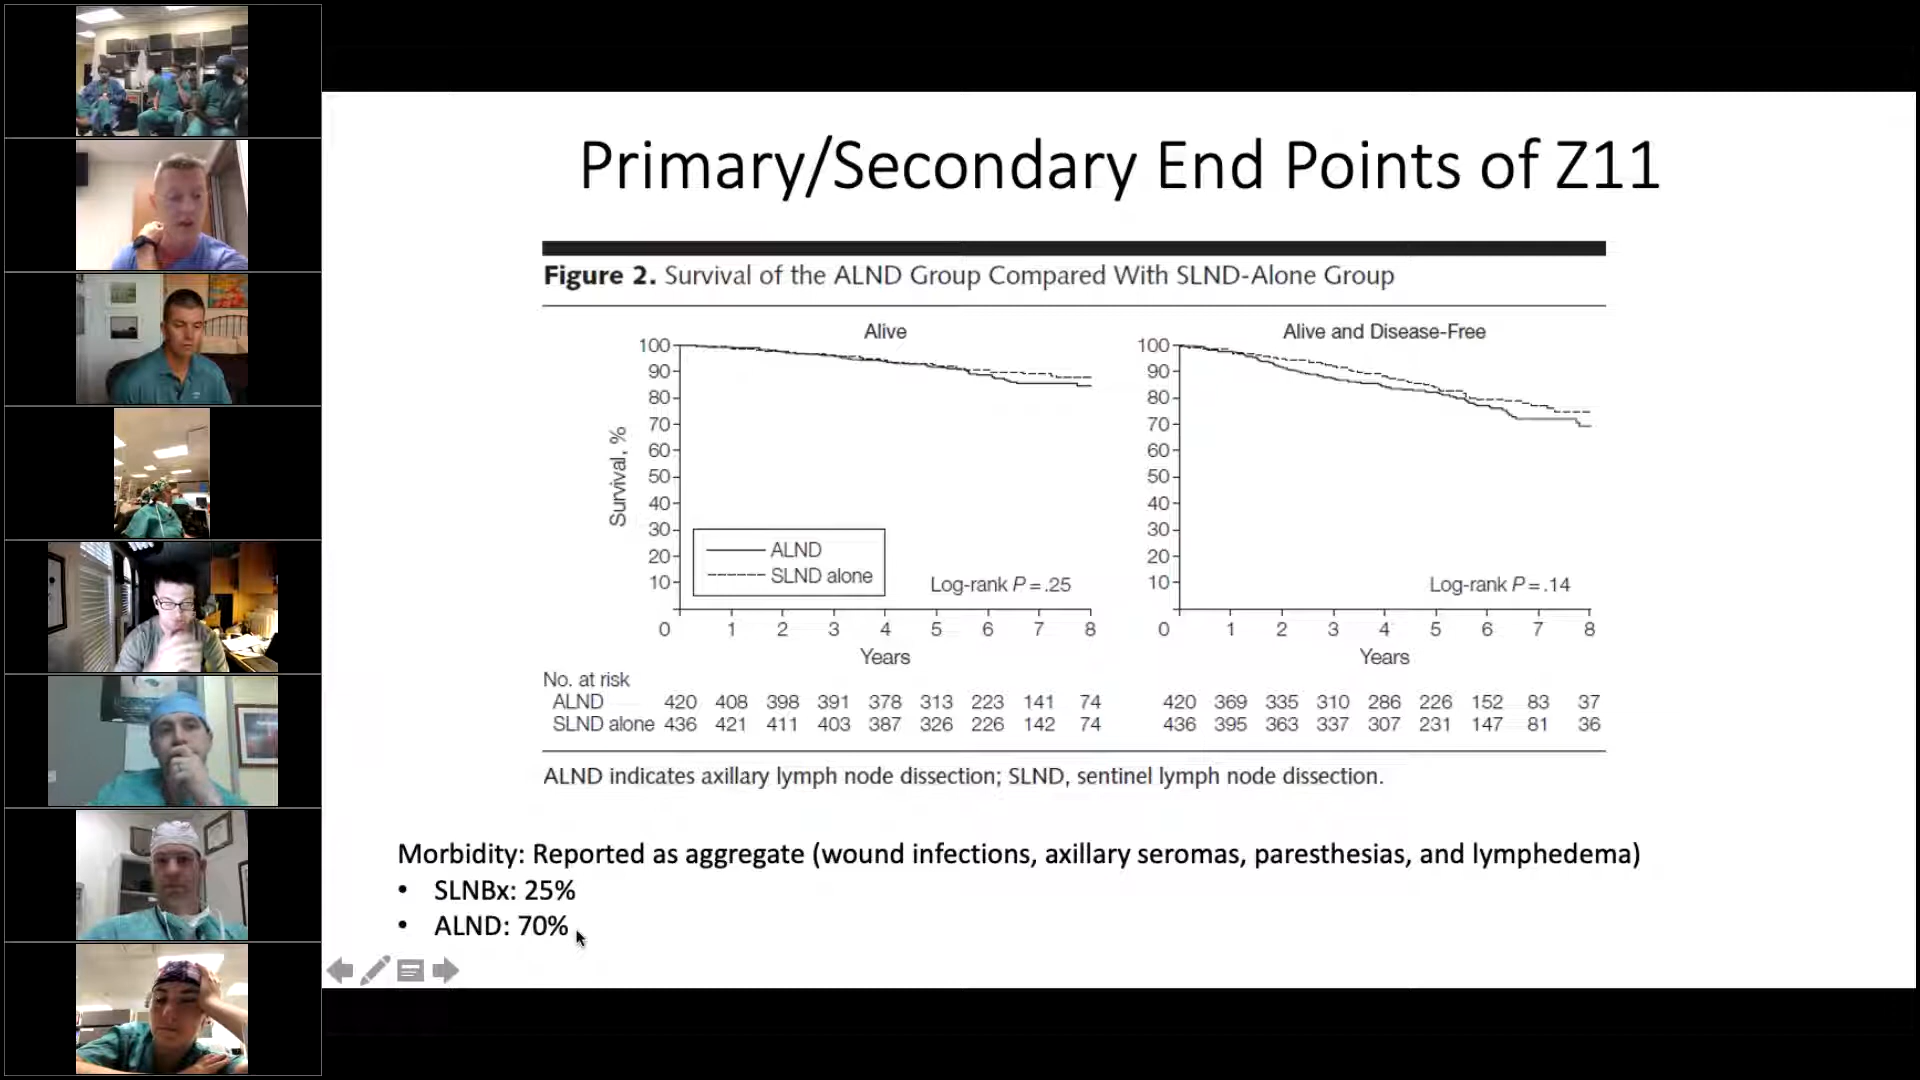 Primary/Secondary End Points of Z11
Figure 2. Survival of the ALND Group Compared With SLND-Alone Group
Alive
100
90
80
70
60
50
40
30
20
10
Survival, %
ALND
SLND alone
Log-rank P = .25
0 1 2 3 4 5 6 7 8
Years
Alive and Disease-Free
100
90
80
70
60
50
40
30
20
10
Log-rank P = .14
0 1 2 3 4 5 6 7 8
Years
No. at risk
ALND 420 408 398 391 378 313 223 141 74 420 369 335 310 286 226 152 83 37
SLND alone 436 421 411 403 387 326 226 142 74 436 395 363 337 307 231 147 81 36
ALND indicates axillary lymph node dissection; SLND, sentinel lymph node dissection.
Morbidity: Reported as aggregate (wound infections, axillary seromas, paresthesias, and lymphedema)
• SLNBx: 25%
• ALND: 70%